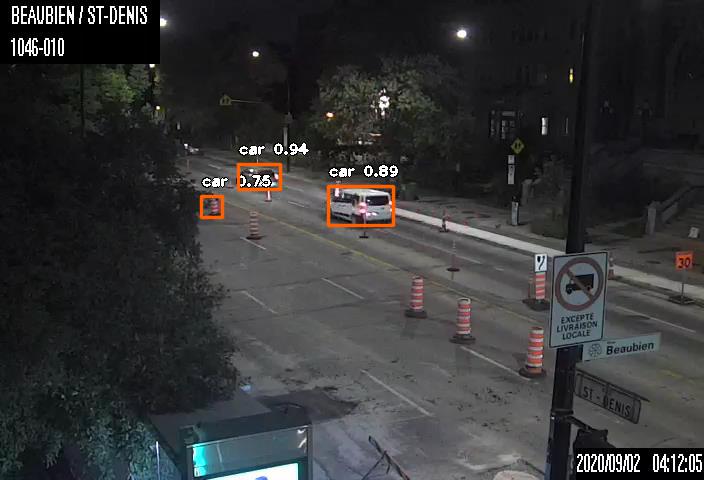 BEAUBIEN / ST-DENIS
1046-010
car 0.94
car 0.89
car 0.75
30
EXCEPTÉ
LIVRAISON
LOCALE
Beaubien
ST-DENIS
2020/09/02 04:12:05